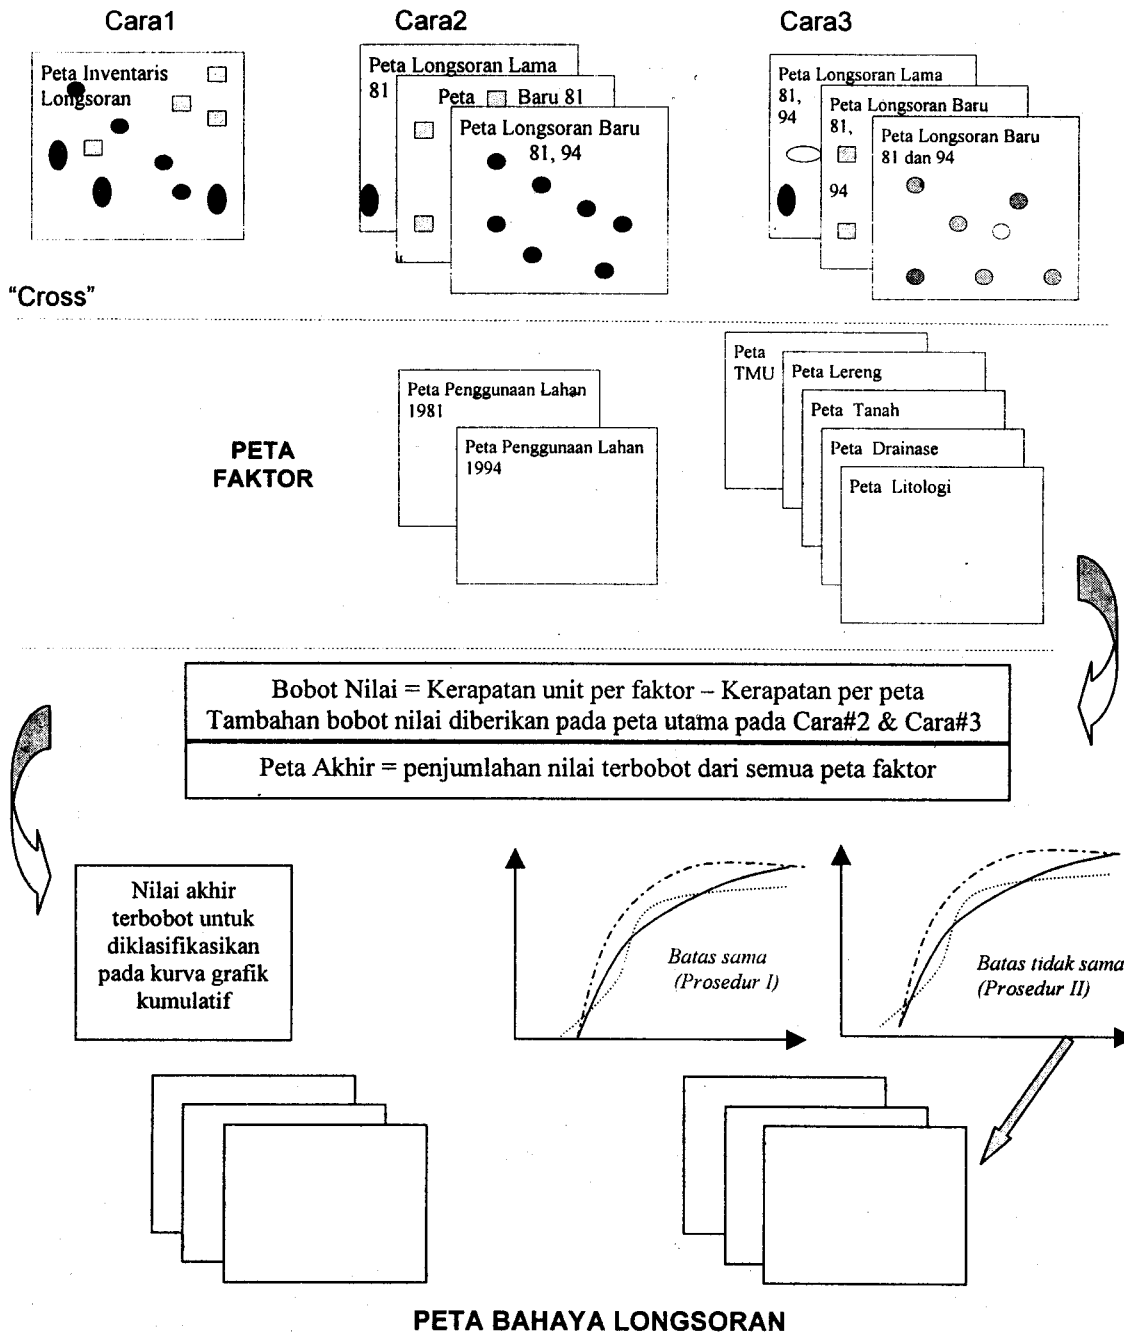 Cara1
Cara2
Cara3
Peta Inventaris
Longsoran
Peta Longsoran Lama
81
Peta Baru 81
Peta Longsoran Baru
81, 94
Peta Longsoran Lama
81,
94
Peta Longsoran Baru
81,
94
Peta Longsoran Baru
81 dan 94
“Cross”
PETA
FAKTOR
Peta Penggunaan Lahan
1981
Peta Penggunaan Lahan
1994
Peta
TMU
Peta Lereng
Peta Tanah
Peta Drainase
Peta Litologi
Bobot Nilai = Kerapatan unit per faktor – Kerapatan per peta
Tambahan bobot nilai diberikan pada peta utama pada Cara#2 & Cara#3
Peta Akhir = penjumlahan nilai terbobot dari semua peta faktor
Nilai akhir
terbobot untuk
diklasifikasikan
pada kurva grafik
kumulatif
Batas sama
(Prosedur I)
Batas tidak sama
(Prosedur II)
PETA BAHAYA LONGSORAN